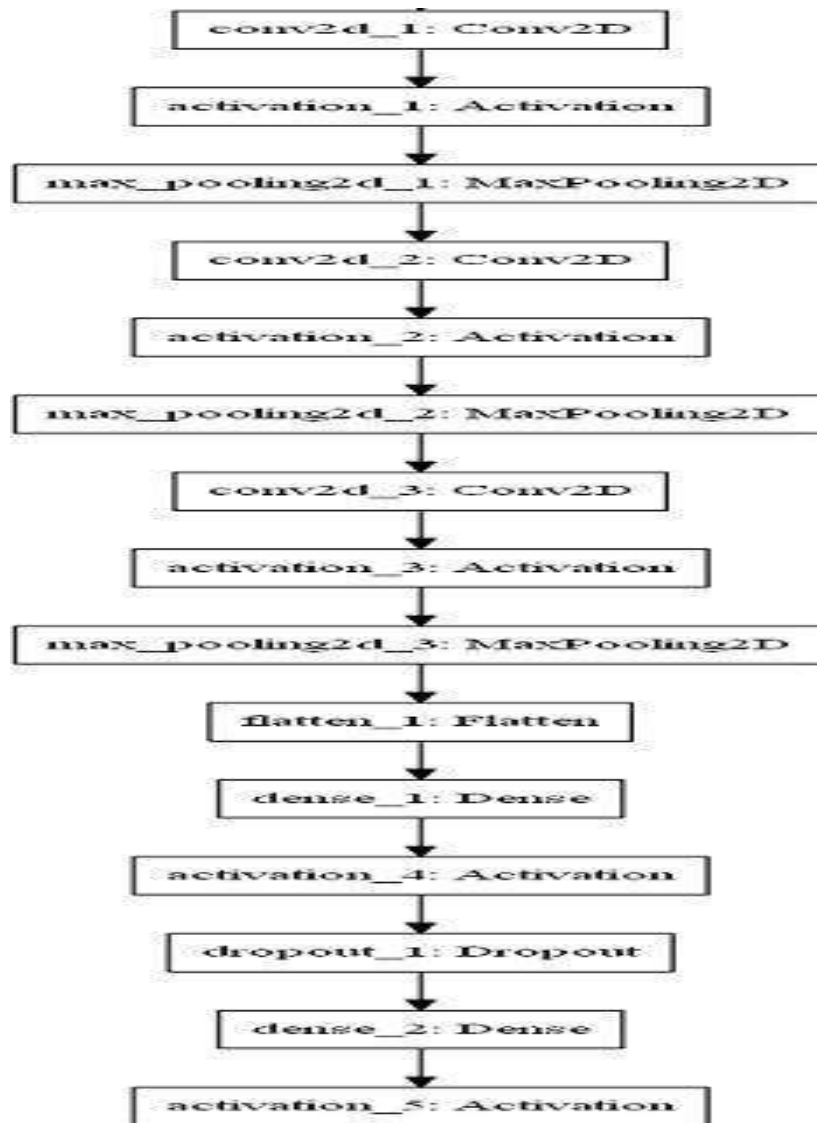 conv2d_1: Conv2D
activation_1: Activation
max_pooling2d_1: MaxPooling2D
conv2d_2: Conv2D
activation_2: Activation
max_pooling2d_2: MaxPooling2D
conv2d_3: Conv2D
activation_3: Activation
max_pooling2d_3: MaxPooling2D
flatten_1: Flatten
dense_1: Dense
activation_4: Activation
dropout_1: Dropout
dense_2: Dense
activation_5: Activation